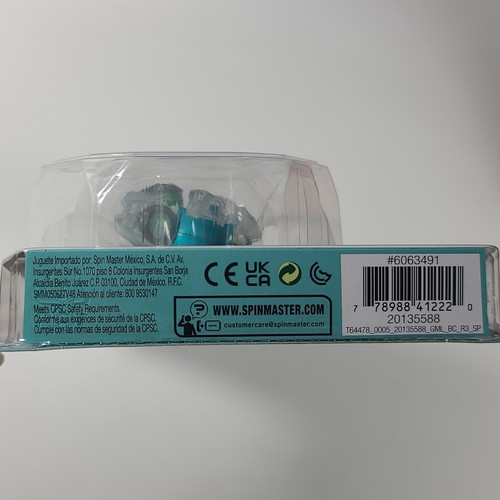 Juguete Importado por: Spin Master México, S.A. de C.V. Av.
Insurgentes Sur No.1070 piso 8 Colonia Insurgentes San Borja
Alcaldía Benito Juárez C.P. 03100, Ciudad de México. R.F.C.
SMM050627V48 Atención al cliente: 800 9530147
Meets CPSC Safety Requirements.
Conforme aux exigences de sécurité de la CPSC.
Cumple con las normas de seguridad de la CPSC.
CE UK CA
WWW.SPINMASTER.COM
customercare@spinmaster.com
#6063491
7 78988 41222 0
20135588
T64478_0005_20135588_GML_BC_R3_SP